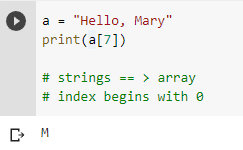 a = "Hello, Mary"
print(a[7])
# strings == > array
# index begins with 0
M